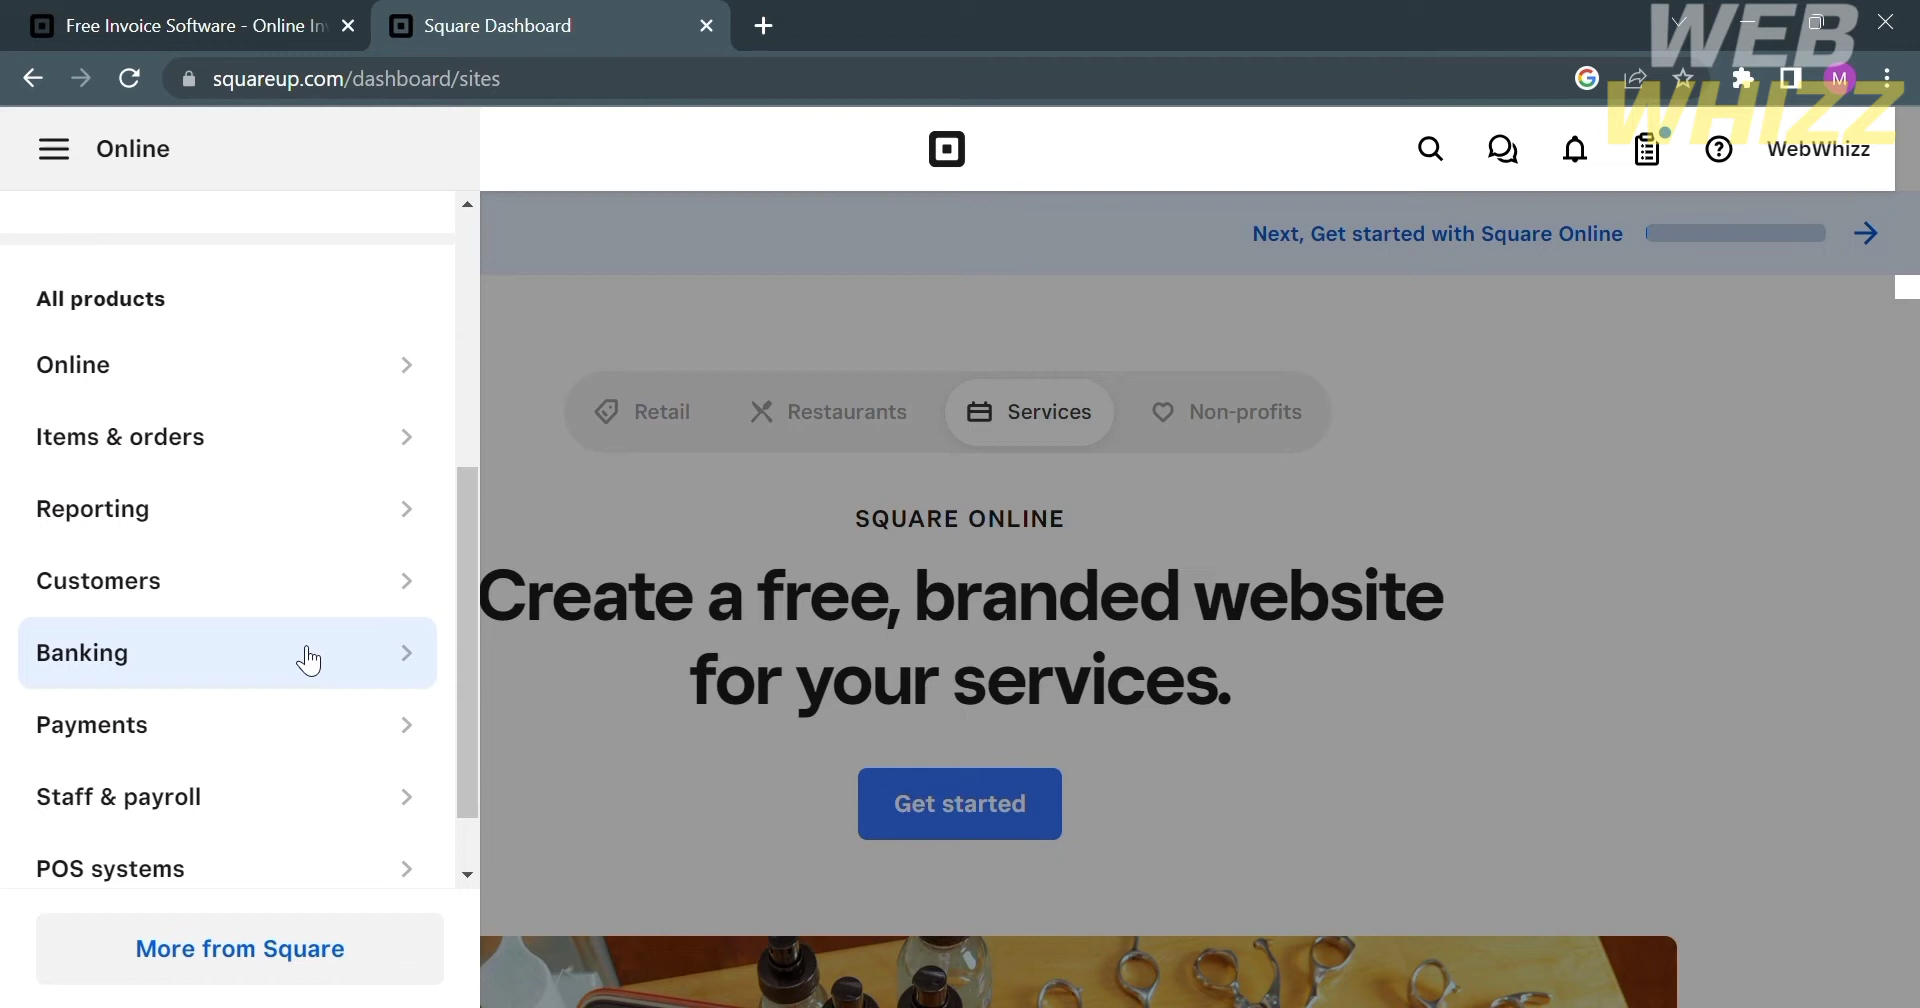 Free Invoice Software - Online In
Square Dashboard
squareup.com/dashboard/sites
M
WEB
WHIZZ
Online
WebWhizz
Next, Get started with Square Online
All products
Online
Items & orders
Reporting
Customers
Banking
Payments
Staff & payroll
POS systems
More from Square
Retail
Restaurants
Services
Non-profits
SQUARE ONLINE
Create a free, branded website
for your services.
Get started